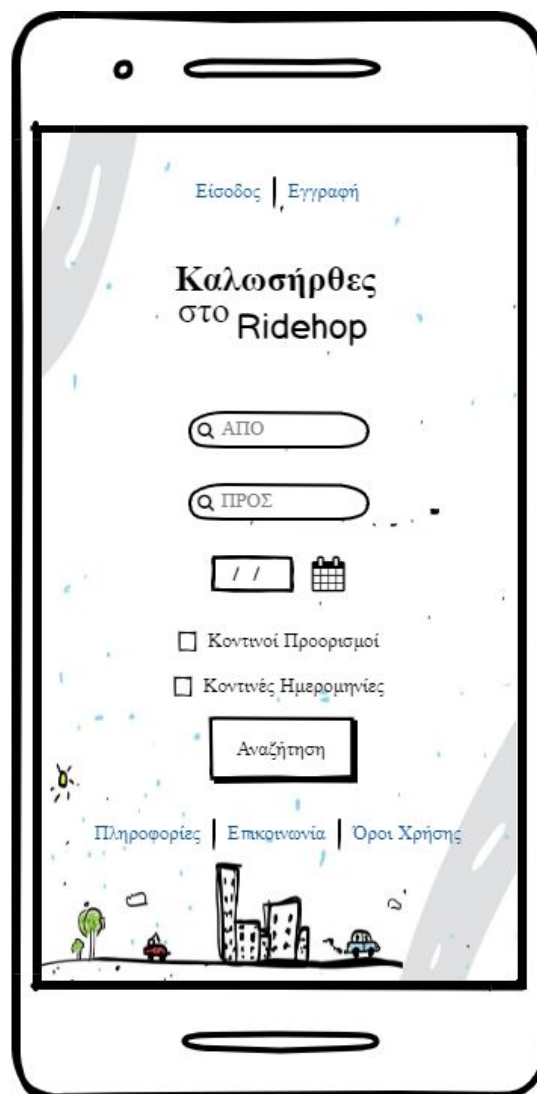 Είσοδος | Εγγραφή
Καλωσήρθες
στο Ridehop
ΑΠΟ
ΠΡΟΣ
/ /
Κοντινοί Προορισμοί
Κοντινές Ημερομηνίες
Αναζήτηση
Πληροφορίες | Επικοινωνία | Όροι Χρήσης